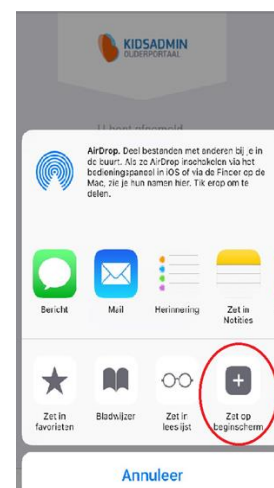 KIDSADMIN
OUDERPORTAAL
U bent afgemeld
AirDrop. Deel bestanden met anderen bij je in
de buurt. Als ze AirDrop inschakelen via het
bedieningspaneel in iOS of via de Finder op de
Mac, zie je hun namen hier. Tik erop om te
delen.
Bericht Mail Herinnering Zet in
Notities
Zet in
favorieten Bladwijzer Zet in
leeslijst Zet op
beginscherm
Annuleer